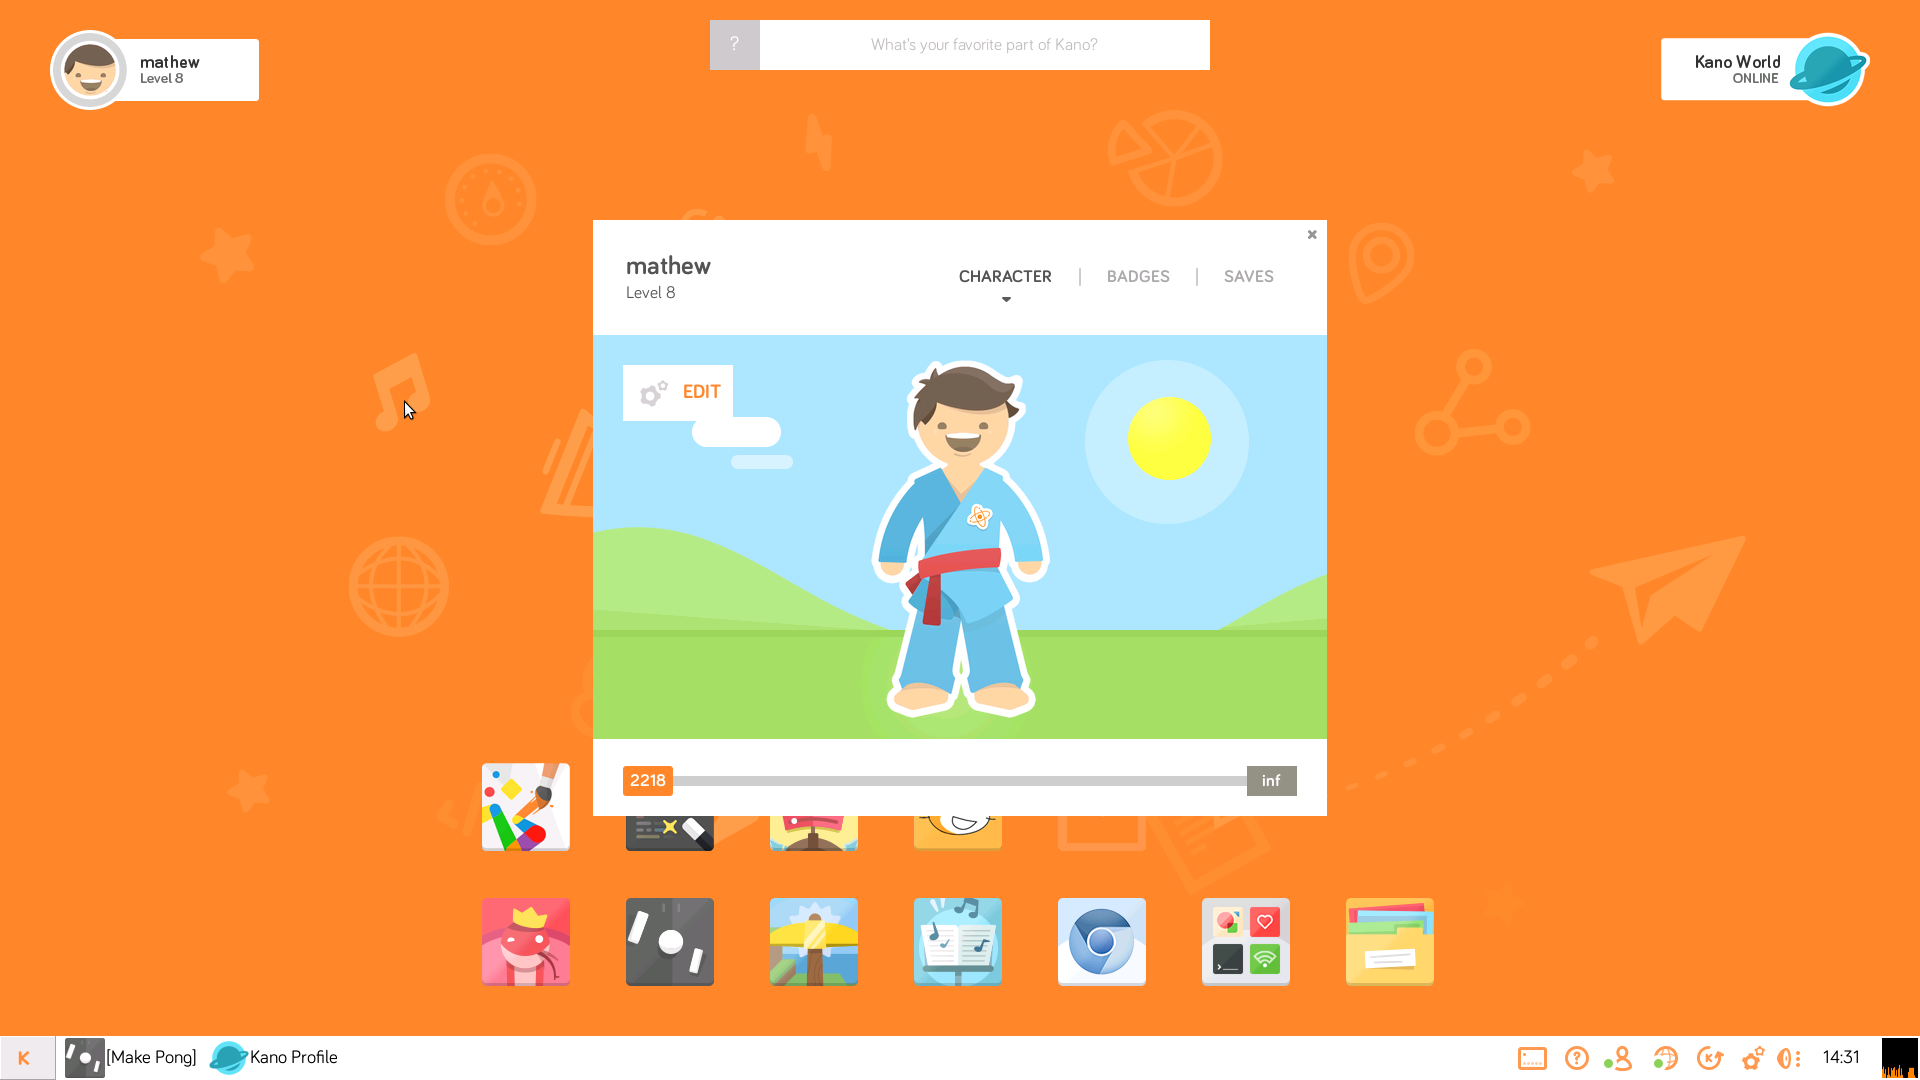 mathew
Level 8
?
What's your favorite part of Kano?
Kano World
ONLINE
mathew
Level 8
CHARACTER | BADGES | SAVES
EDIT
2218
inf
K
[Make Pong]
Kano Profile
14:31